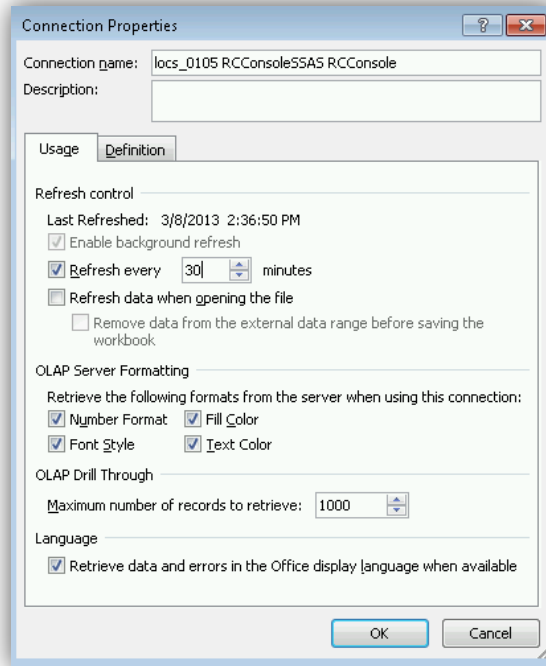 Connection Properties
Connection name: locs_0105 RCConsoleSSAS RCConsole
Description:
Usage Definition
Refresh control
Last Refreshed: 3/8/2013 2:36:50 PM
Enable background refresh
Refresh every 30 minutes
Refresh data when opening the file
Remove data from the external data range before saving the
workbook
OLAP Server Formatting
Retrieve the following formats from the server when using this connection:
Number Format Fill Color
Font Style Text Color
OLAP Drill Through
Maximum number of records to retrieve: 1000
Language
Retrieve data and errors in the Office display language when available
OK Cancel